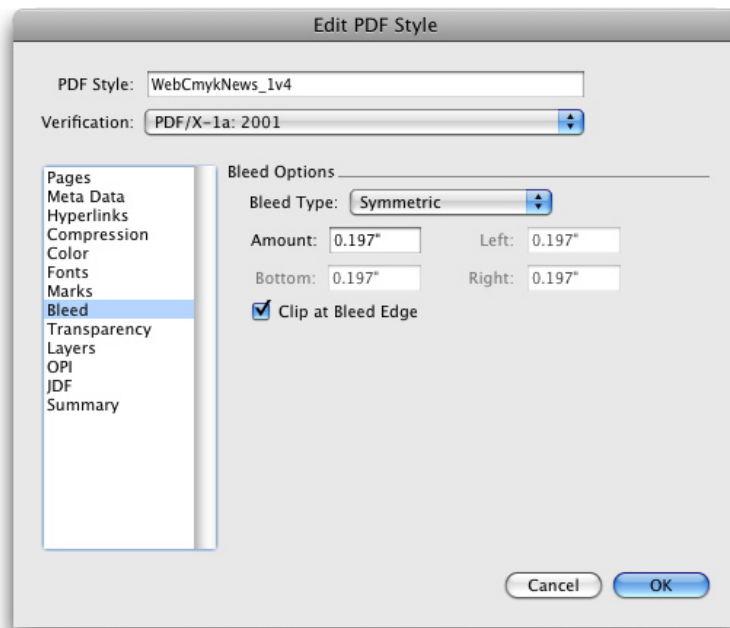 Edit PDF Style
PDF Style: WebCmykNews_1v4
Verification: PDF/X-1a: 2001
Pages
Meta Data
Hyperlinks
Compression
Color
Fonts
Marks
Bleed
Transparency
Layers
OPI
JDF
Summary
Bleed Options
Bleed Type: Symmetric
Amount: 0.197" Left: 0.197"
Bottom: 0.197" Right: 0.197"
Clip at Bleed Edge
Cancel OK